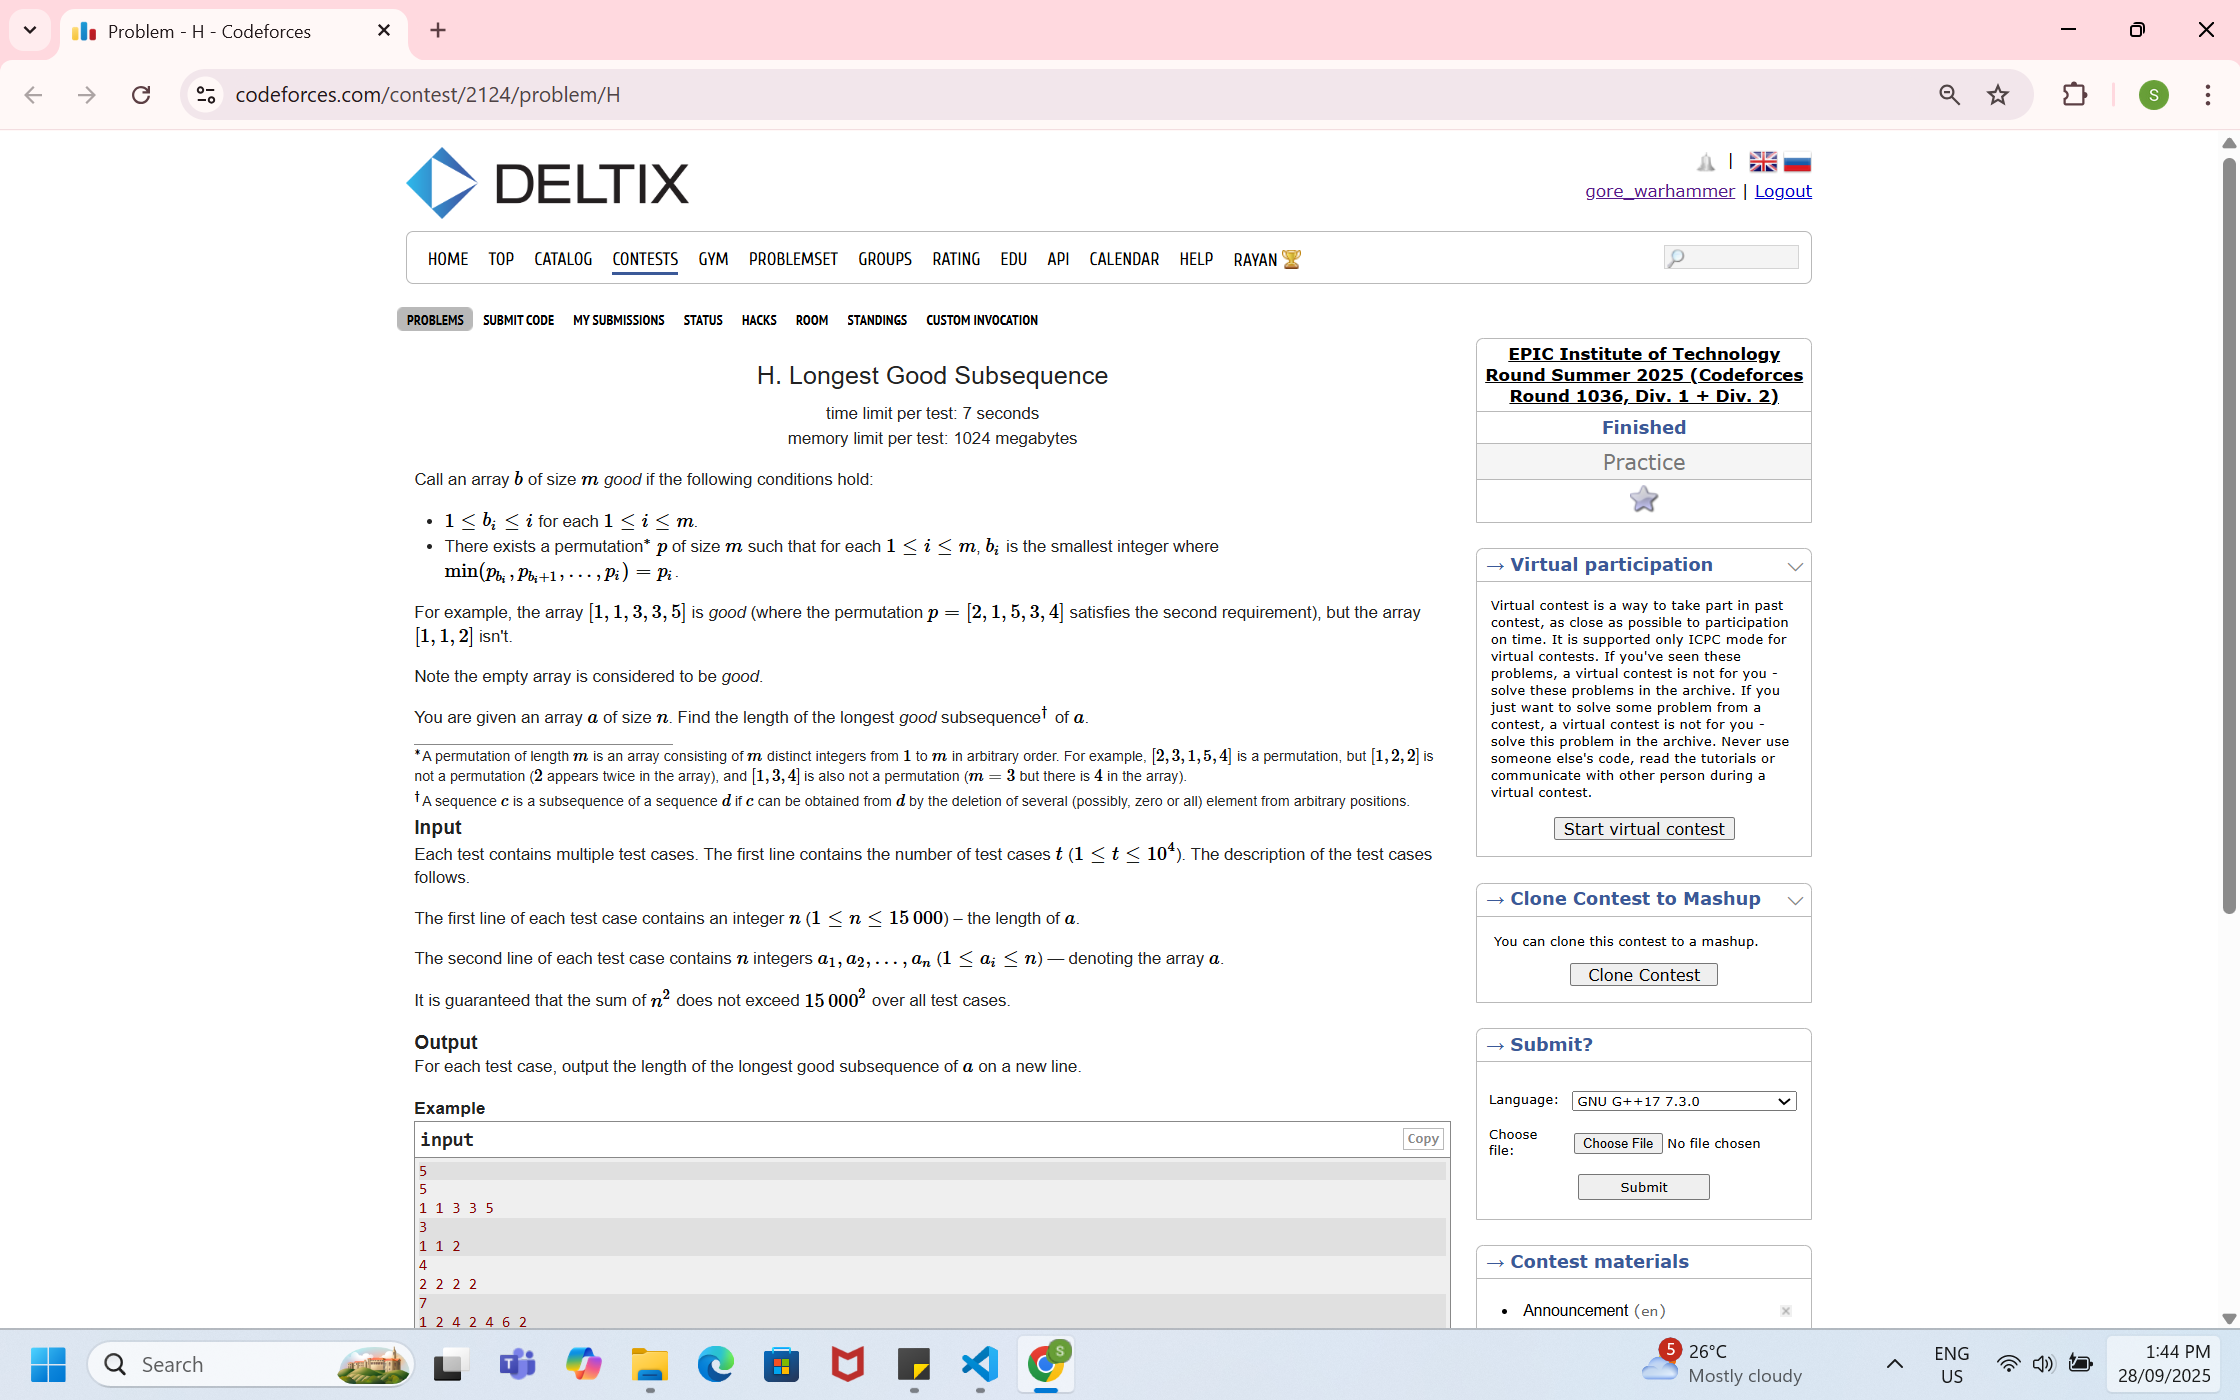 Problem - H - Codeforces
codeforces.com/contest/2124/problem/H
S
DELTIX
|
gore_warhammer | Logout
HOME TOP CATALOG CONTESTS GYM PROBLEMSET GROUPS RATING EDU API CALENDAR HELP RAYAN
PROBLEMS SUBMIT CODE MY SUBMISSIONS STATUS HACKS ROOM STANDINGS CUSTOM INVOCATION
H. Longest Good Subsequence
time limit per test: 7 seconds
memory limit per test: 1024 megabytes
Call an array b of size m good if the following conditions hold:
• 1 ≤ b_i ≤ i for each 1 ≤ i ≤ m.
• There exists a permutation* p of size m such that for each 1 ≤ i ≤ m, b_i is the smallest integer where
min(p_{b_i}, p_{b_i+1}, …, p_i) = p_i.
For example, the array [1, 1, 3, 3, 5] is good (where the permutation p = [2, 1, 5, 3, 4] satisfies the second requirement), but the array
[1, 1, 2] isn't.
Note the empty array is considered to be good.
You are given an array a of size n. Find the length of the longest good subsequence† of a.
* A permutation of length m is an array consisting of m distinct integers from 1 to m in arbitrary order. For example, [2, 3, 1, 5, 4] is a permutation, but [1, 2, 2] is
not a permutation (2 appears twice in the array), and [1, 3, 4] is also not a permutation (m = 3 but there is 4 in the array).
† A sequence c is a subsequence of a sequence d if c can be obtained from d by the deletion of several (possibly, zero or all) element from arbitrary positions.
Input
Each test contains multiple test cases. The first line contains the number of test cases t (1 ≤ t ≤ 10⁴). The description of the test cases
follows.
The first line of each test case contains an integer n (1 ≤ n ≤ 15 000) – the length of a.
The second line of each test case contains n integers a_1, a_2, …, a_n (1 ≤ a_i ≤ n) — denoting the array a.
It is guaranteed that the sum of n² does not exceed 15 000² over all test cases.
Output
For each test case, output the length of the longest good subsequence of a on a new line.
Example
input
Copy
5
5
1 1 3 3 5
3
1 1 2
4
2 2 2 2
7
1 2 4 2 4 6 2
EPIC Institute of Technology
Round Summer 2025 (Codeforces
Round 1036, Div. 1 + Div. 2)
Finished
Practice
→ Virtual participation
Virtual contest is a way to take part in past
contest, as close as possible to participation
on time. It is supported only ICPC mode for
virtual contests. If you've seen these
problems, a virtual contest is not for you -
solve these problems in the archive. If you
just want to solve some problem from a
contest, a virtual contest is not for you -
solve this problem in the archive. Never use
someone else's code, read the tutorials or
communicate with other person during a
virtual contest.
Start virtual contest
→ Clone Contest to Mashup
You can clone this contest to a mashup.
Clone Contest
→ Submit?
Language: GNU G++17 7.3.0
Choose
file:
Choose File No file chosen
Submit
→ Contest materials
• Announcement (en)
Search
S
5
26°C
Mostly cloudy
ENG
US
1:44 PM
28/09/2025